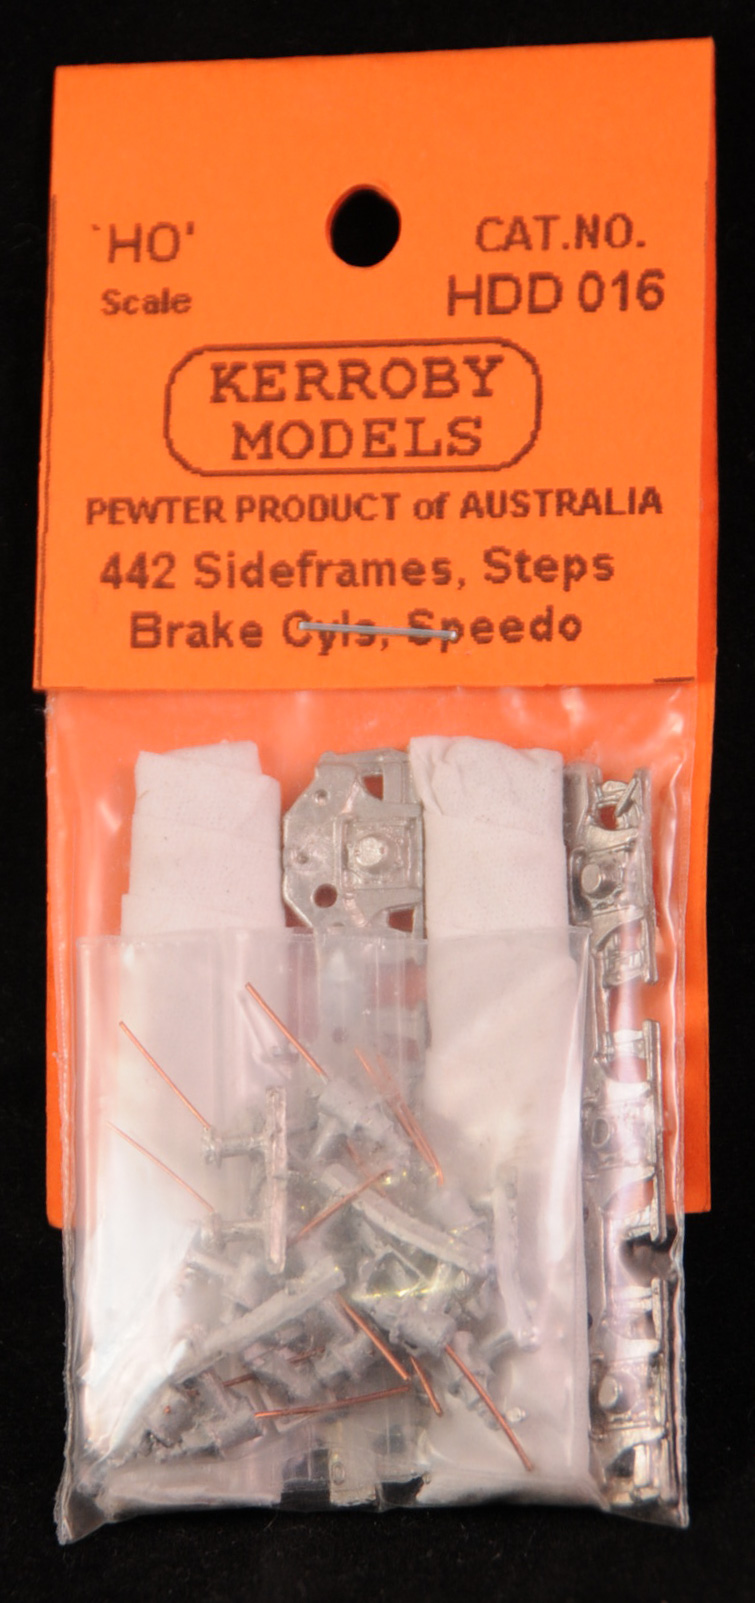 'HO'
Scale
CAT.NO.
HDD 016
KERROBY
MODELS
PEWTER PRODUCT of AUSTRALIA
442 Sideframes, Steps
Brake Cyls, Speedo